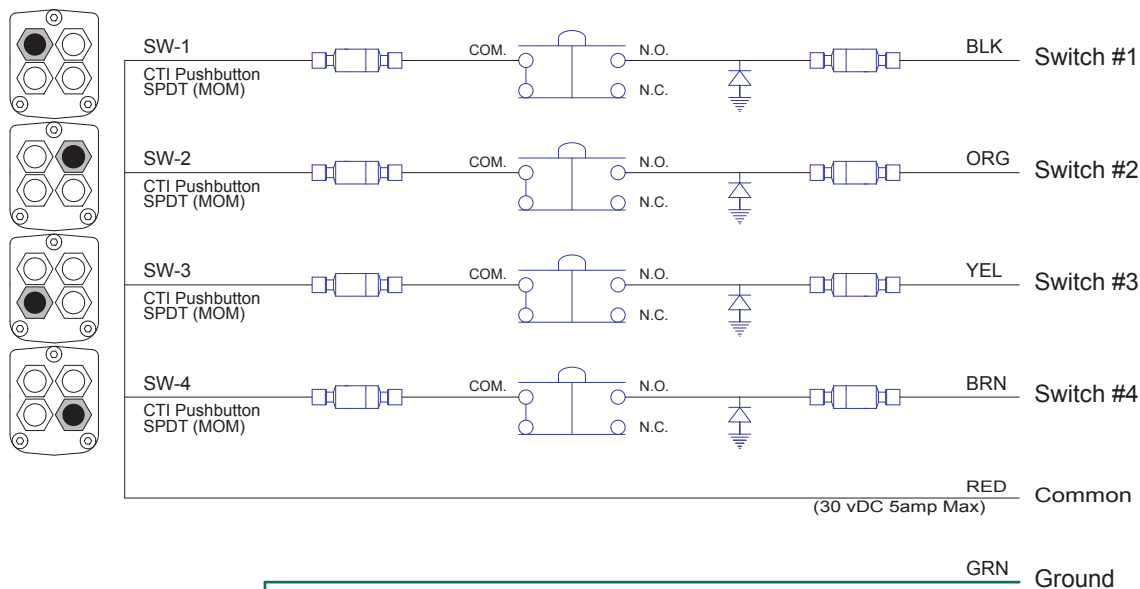 SW-1 COM. N.O. BLK Switch #1
CTI Pushbutton
SPDT (MOM) N.C.
SW-2 COM. N.O. ORG Switch #2
CTI Pushbutton
SPDT (MOM) N.C.
SW-3 COM. N.O. YEL Switch #3
CTI Pushbutton
SPDT (MOM) N.C.
SW-4 COM. N.O. BRN Switch #4
CTI Pushbutton
SPDT (MOM) N.C.
RED Common
(30 vDC 5amp Max)
GRN Ground